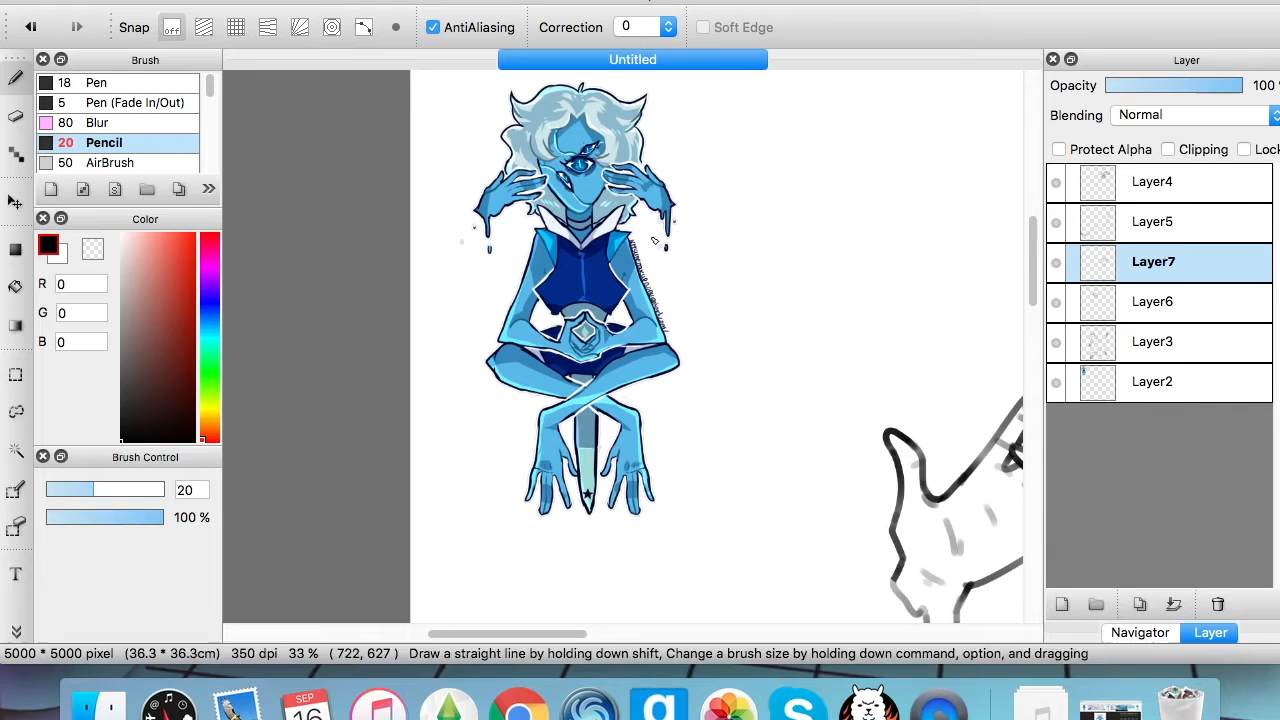 Snap off AntiAliasing Correction 0 Soft Edge
Brush Untitled Layer
18 Pen
5 Pen (Fade In/Out)
80 Blur
20 Pencil
50 AirBrush
Opacity 100 %
Blending Normal
Protect Alpha Clipping Lock
Layer4
Layer5
Layer7
Layer6
Layer3
Layer2
Color
R 0
G 0
B 0
Brush Control
20
100 %
T
Navigator Layer
5000 * 5000 pixel (36.3 * 36.3cm) 350 dpi 33 % ( 722, 627 ) Draw a straight line by holding down shift, Change a brush size by holding down command, option, and dragging
SEP
16